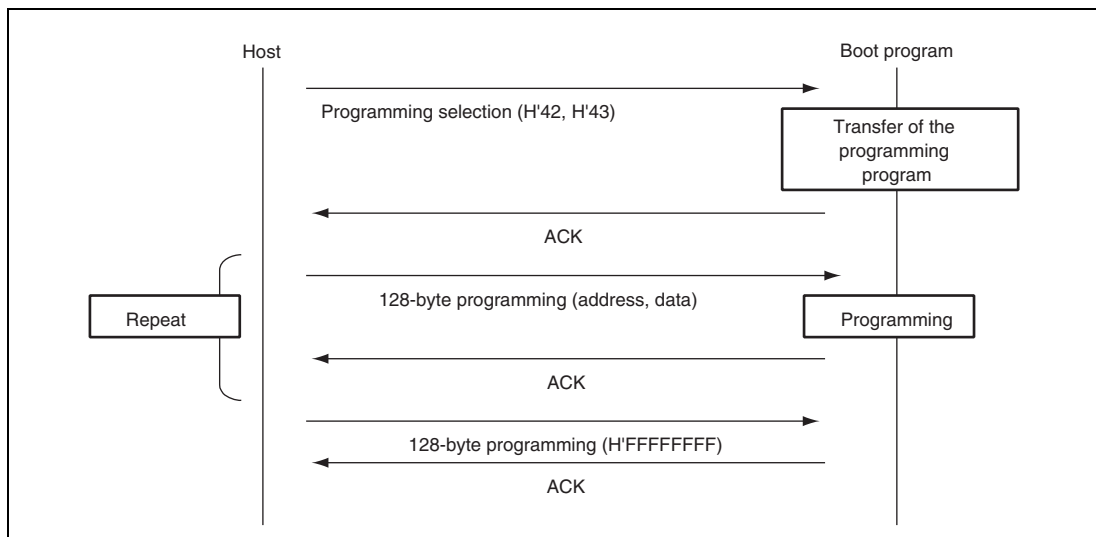 Host
Boot program
Programming selection (H'42, H'43)
Transfer of the
programming
program
ACK
128-byte programming (address, data)
Repeat
Programming
ACK
128-byte programming (H'FFFFFFFF)
ACK